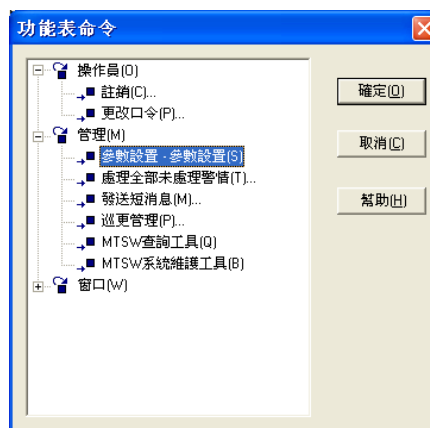 功能表命令
操作員(O)
註銷(C)...
更改口令(P)...
管理(M)
參數設置 - 參數設置(S)
處理全部未處理警情(T)...
發送短消息(M)...
巡更管理(P)...
MTSW查詢工具(Q)
MTSW系統維護工具(B)
窗口(W)
確定(O)
取消(C)
幫助(H)